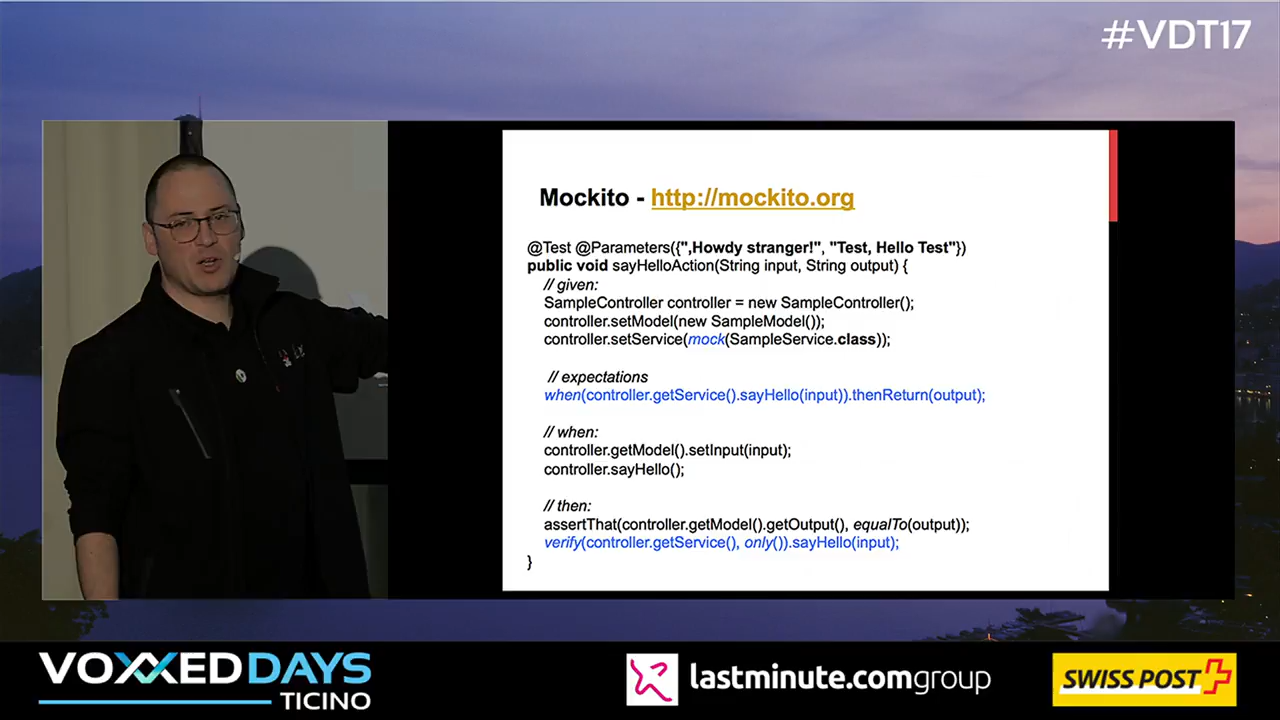 #VDT17
Mockito - http://mockito.org
@Test @Parameters({",Howdy stranger!", "Test, Hello Test"})
public void sayHelloAction(String input, String output) {
// given:
SampleController controller = new SampleController();
controller.setModel(new SampleModel());
controller.setService(mock(SampleService.class));
// expectations
when(controller.getService().sayHello(input)).thenReturn(output);
// when:
controller.getModel().setInput(input);
controller.sayHello();
// then:
assertThat(controller.getModel().getOutput(), equalTo(output));
verify(controller.getService(), only()).sayHello(input);
}
VOXXED DAYS
TICINO
lastminute.comgroup
SWISS POST